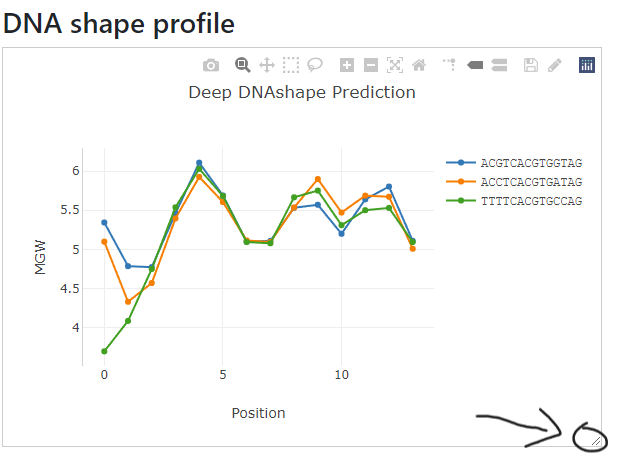 DNA shape profile
Deep DNAshape Prediction
6
5.5
5
4.5
4
MGW
0 5 10
Position
ACGTCACGTGGTAG
ACCTCACGTGATAG
TTTTCACGTGCCAG